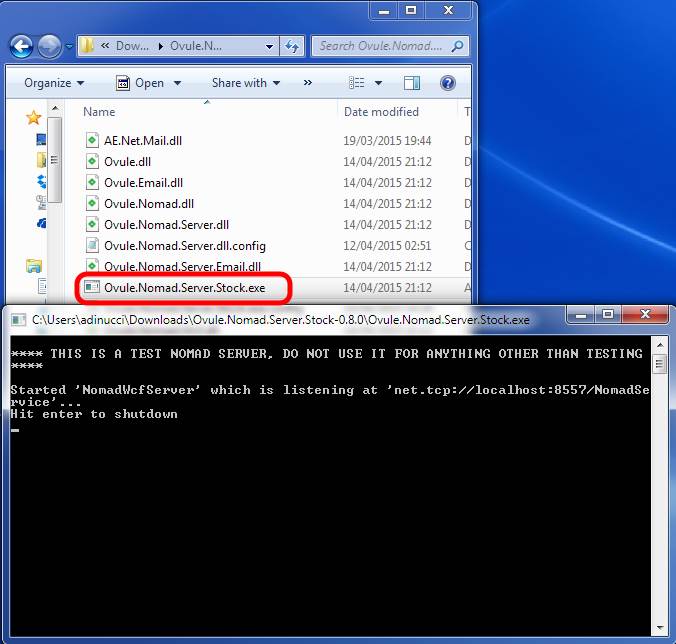 « Dow... ▸ Ovule.N...
Search Ovule.Nomad....
Organize Open Share with »
Name Date modified T
AE.Net.Mail.dll 19/03/2015 19:44 D
Ovule.dll 14/04/2015 21:12 D
Ovule.Email.dll 14/04/2015 21:12 D
Ovule.Nomad.dll 14/04/2015 21:12 D
Ovule.Nomad.Server.dll 14/04/2015 21:12 D
Ovule.Nomad.Server.dll.config 12/04/2015 02:51 C
Ovule.Nomad.Server.Email.dll 14/04/2015 21:12 D
Ovule.Nomad.Server.Stock.exe 14/04/2015 21:12 A
C:\Users\adinucci\Downloads\Ovule.Nomad.Server.Stock-0.8.0\Ovule.Nomad.Server.Stock.exe
**** THIS IS A TEST NOMAD SERVER, DO NOT USE IT FOR ANYTHING OTHER THAN TESTING
****
Started 'NomadWcfServer' which is listening at 'net.tcp://localhost:8557/NomadSe
rvice'...
Hit enter to shutdown